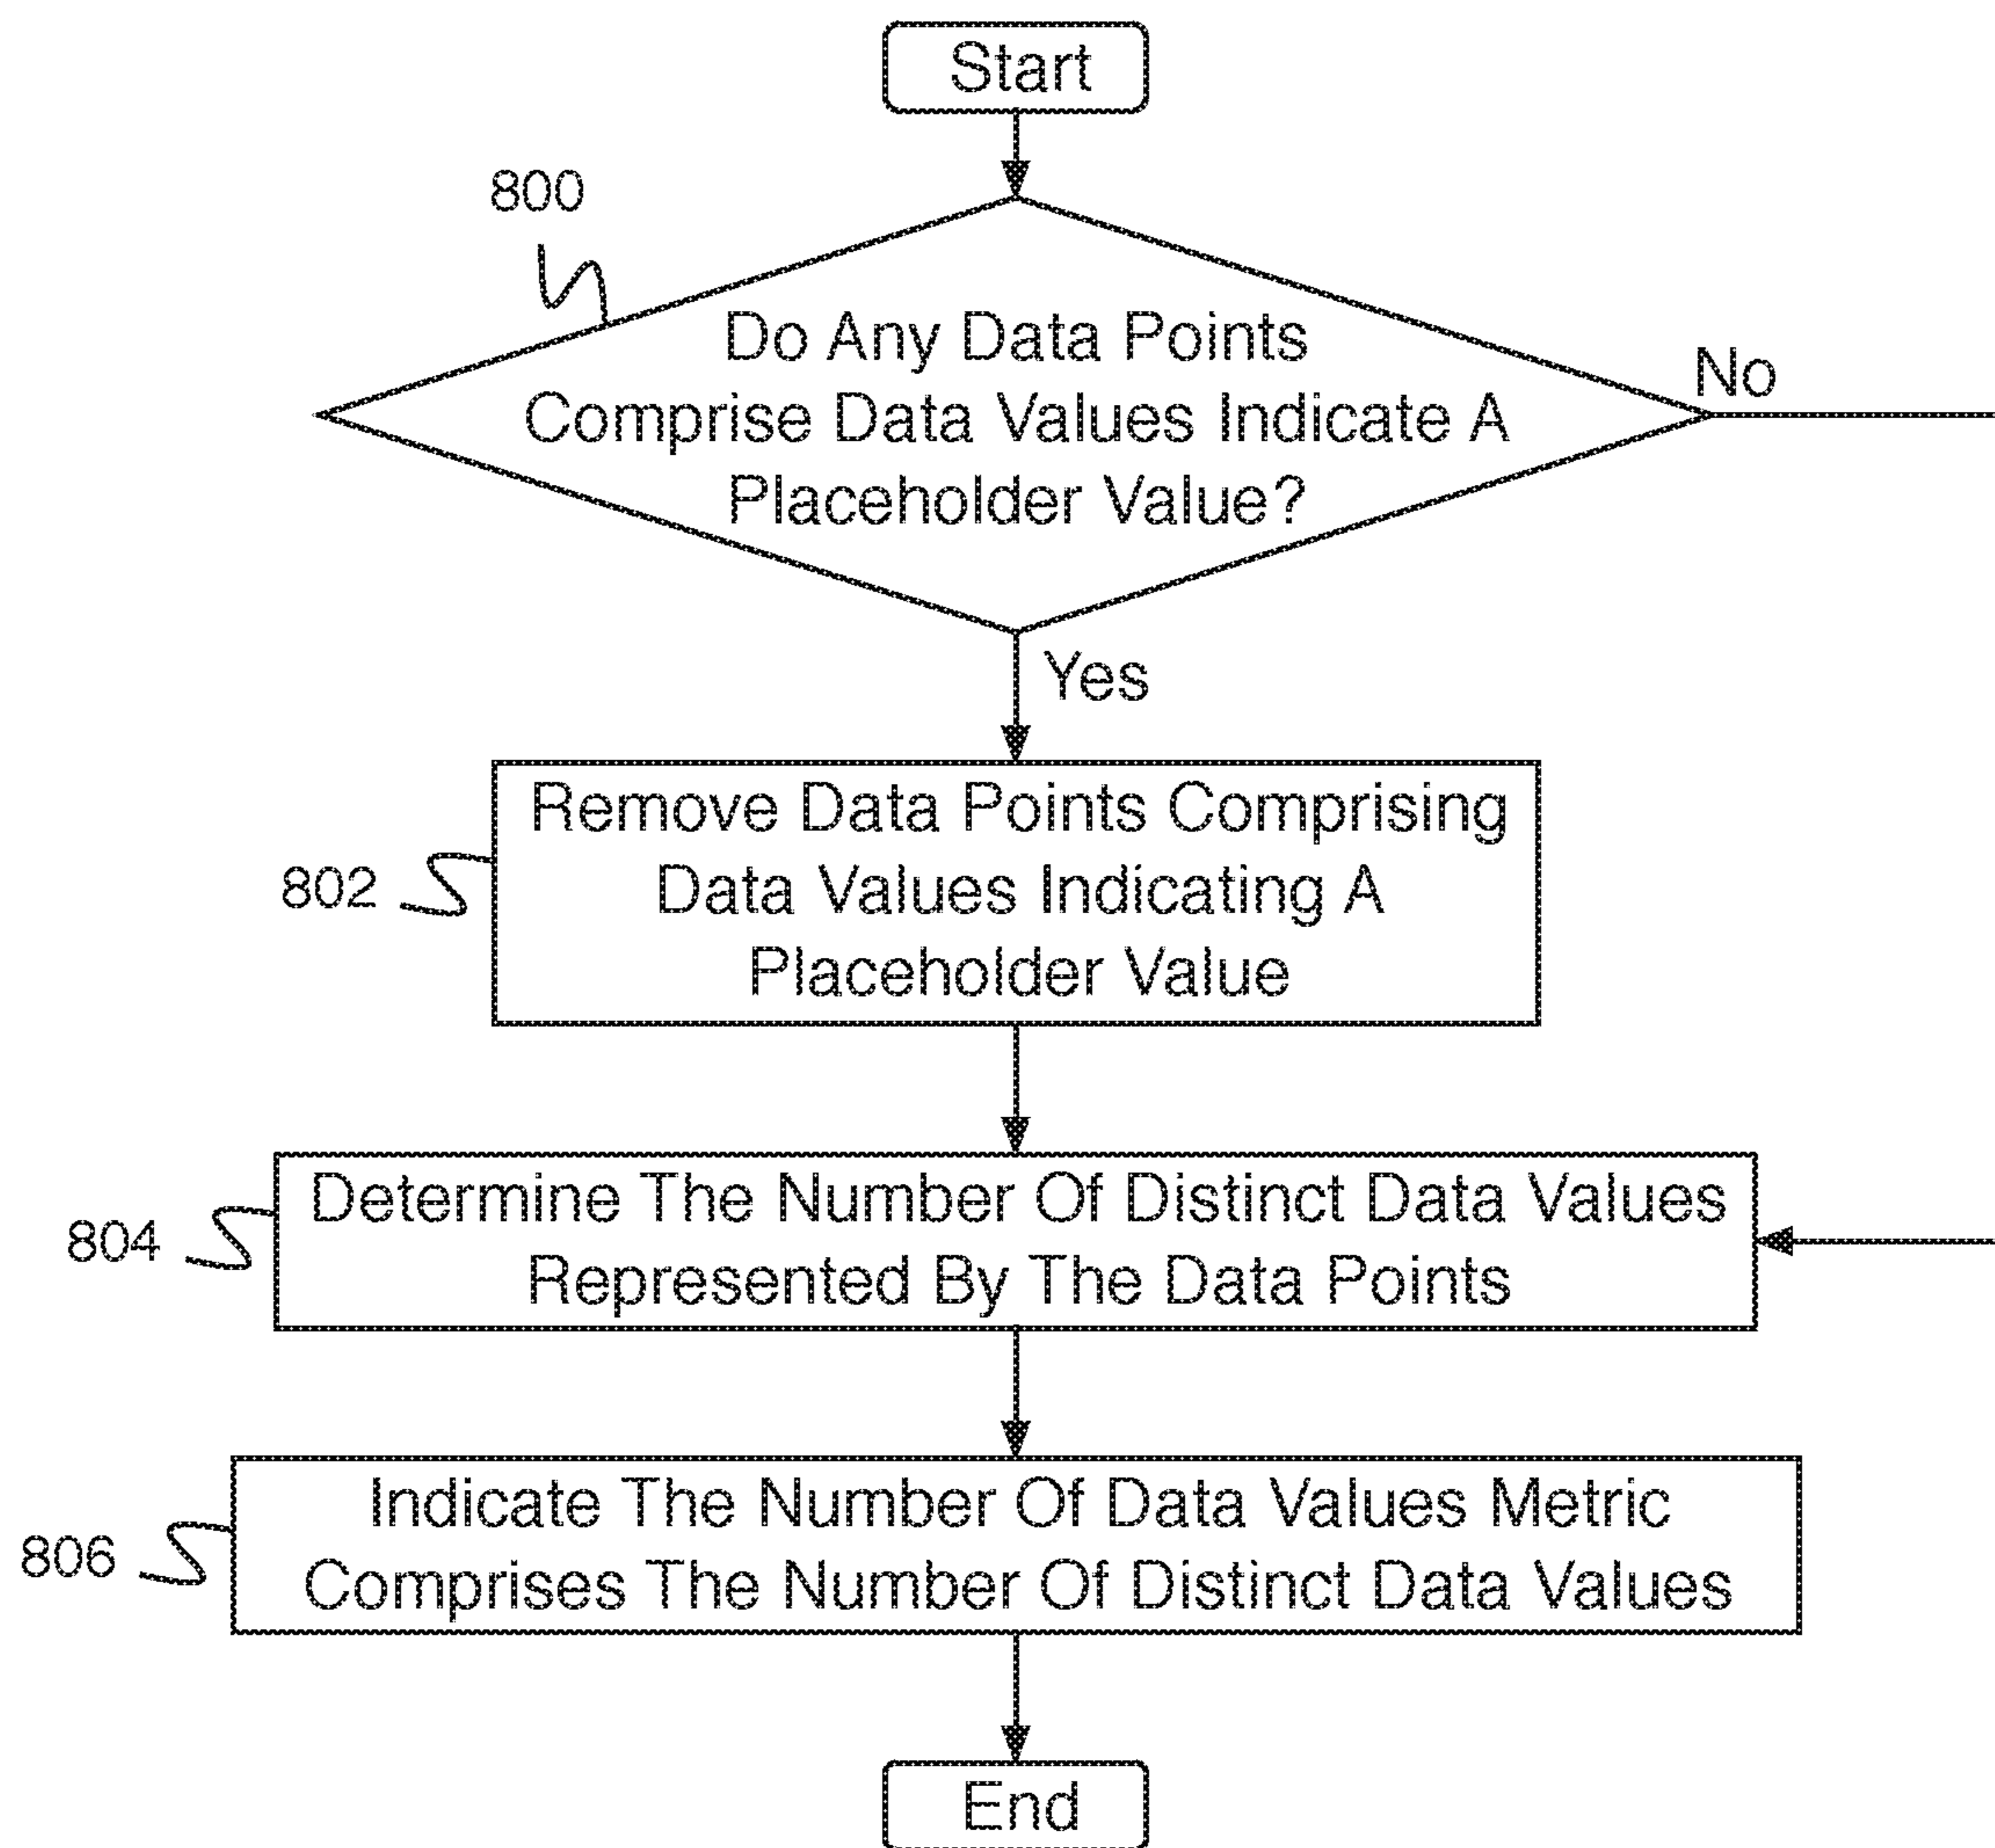 Start
800
Do Any Data Points
Comprise Data Values Indicate A
Placeholder Value?
No
Yes
Remove Data Points Comprising
Data Values Indicating A
Placeholder Value
802
Determine The Number Of Distinct Data Values
Represented By The Data Points
804
Indicate The Number Of Data Values Metric
Comprises The Number Of Distinct Data Values
806
End